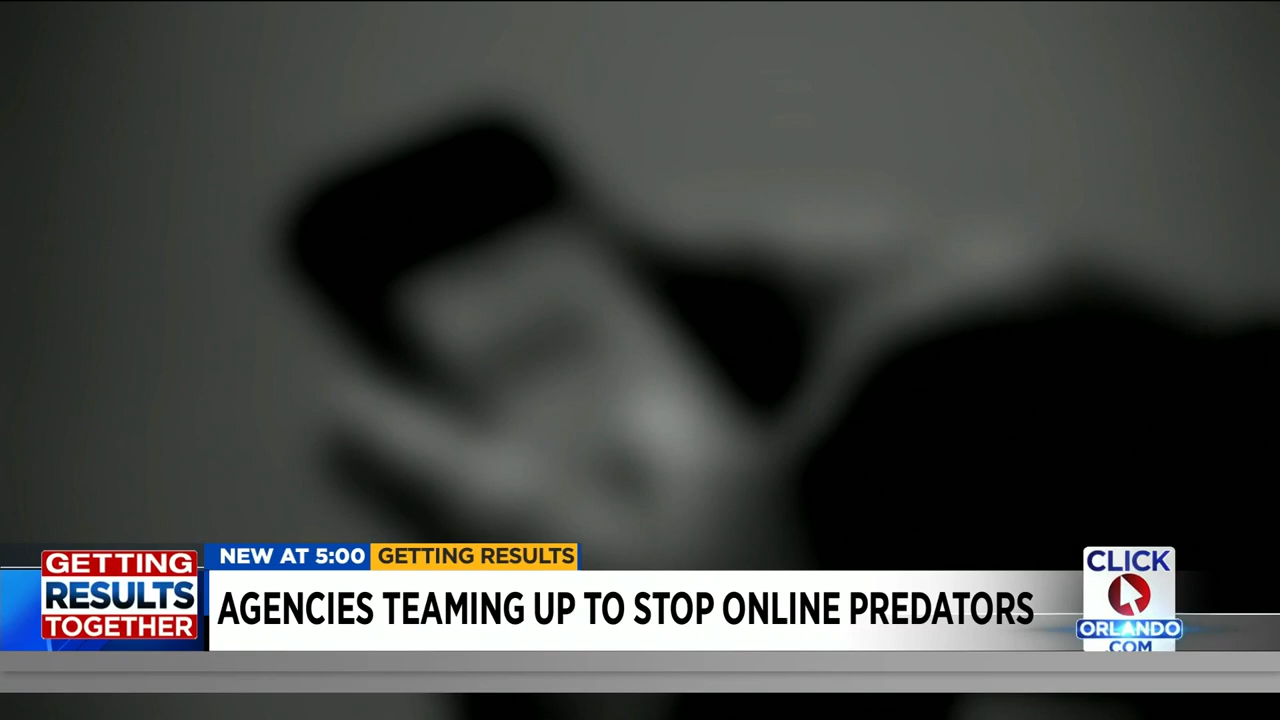 NEW AT 5:00 GETTING RESULTS
GETTING
RESULTS
TOGETHER
AGENCIES TEAMING UP TO STOP ONLINE PREDATORS
CLICK
ORLANDO
.COM